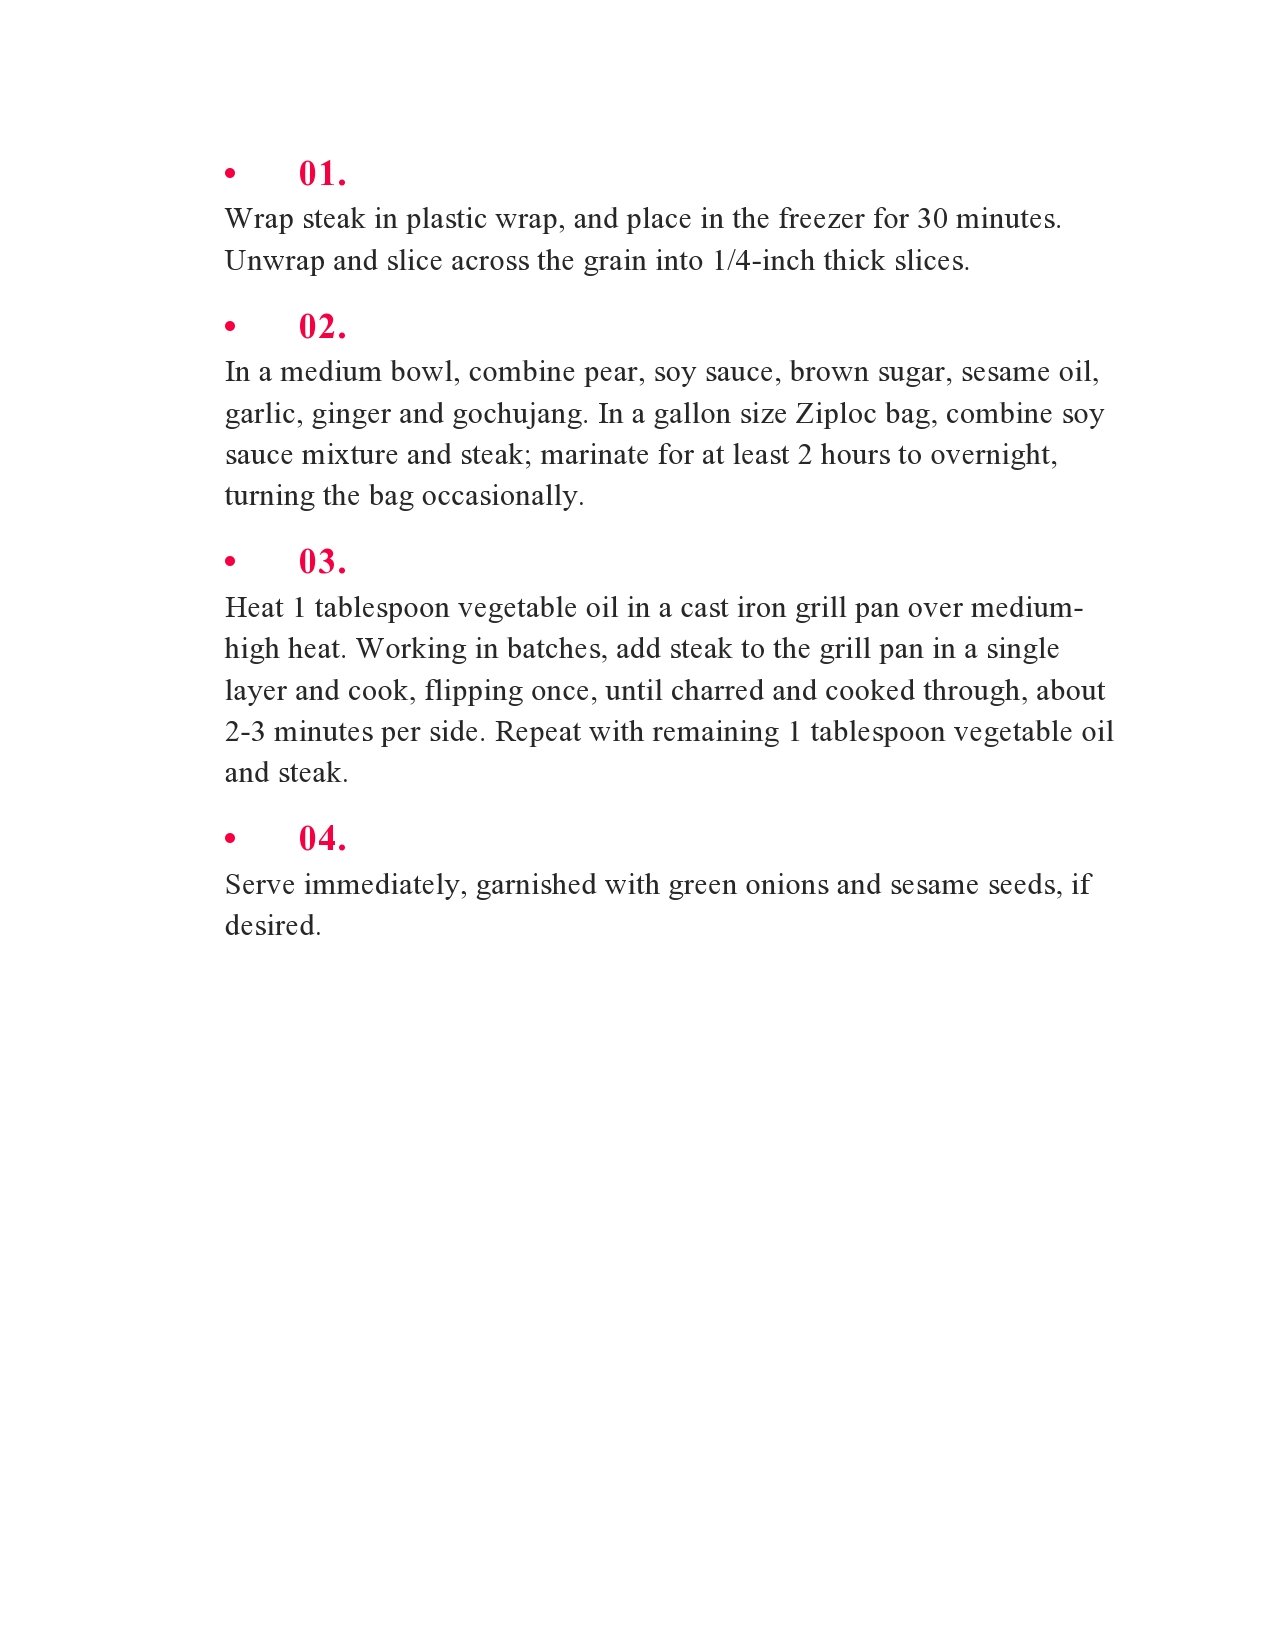 • 01.
Wrap steak in plastic wrap, and place in the freezer for 30 minutes.
Unwrap and slice across the grain into 1/4-inch thick slices.
• 02.
In a medium bowl, combine pear, soy sauce, brown sugar, sesame oil,
garlic, ginger and gochujang. In a gallon size Ziploc bag, combine soy
sauce mixture and steak; marinate for at least 2 hours to overnight,
turning the bag occasionally.
• 03.
Heat 1 tablespoon vegetable oil in a cast iron grill pan over medium-
high heat. Working in batches, add steak to the grill pan in a single
layer and cook, flipping once, until charred and cooked through, about
2-3 minutes per side. Repeat with remaining 1 tablespoon vegetable oil
and steak.
• 04.
Serve immediately, garnished with green onions and sesame seeds, if
desired.